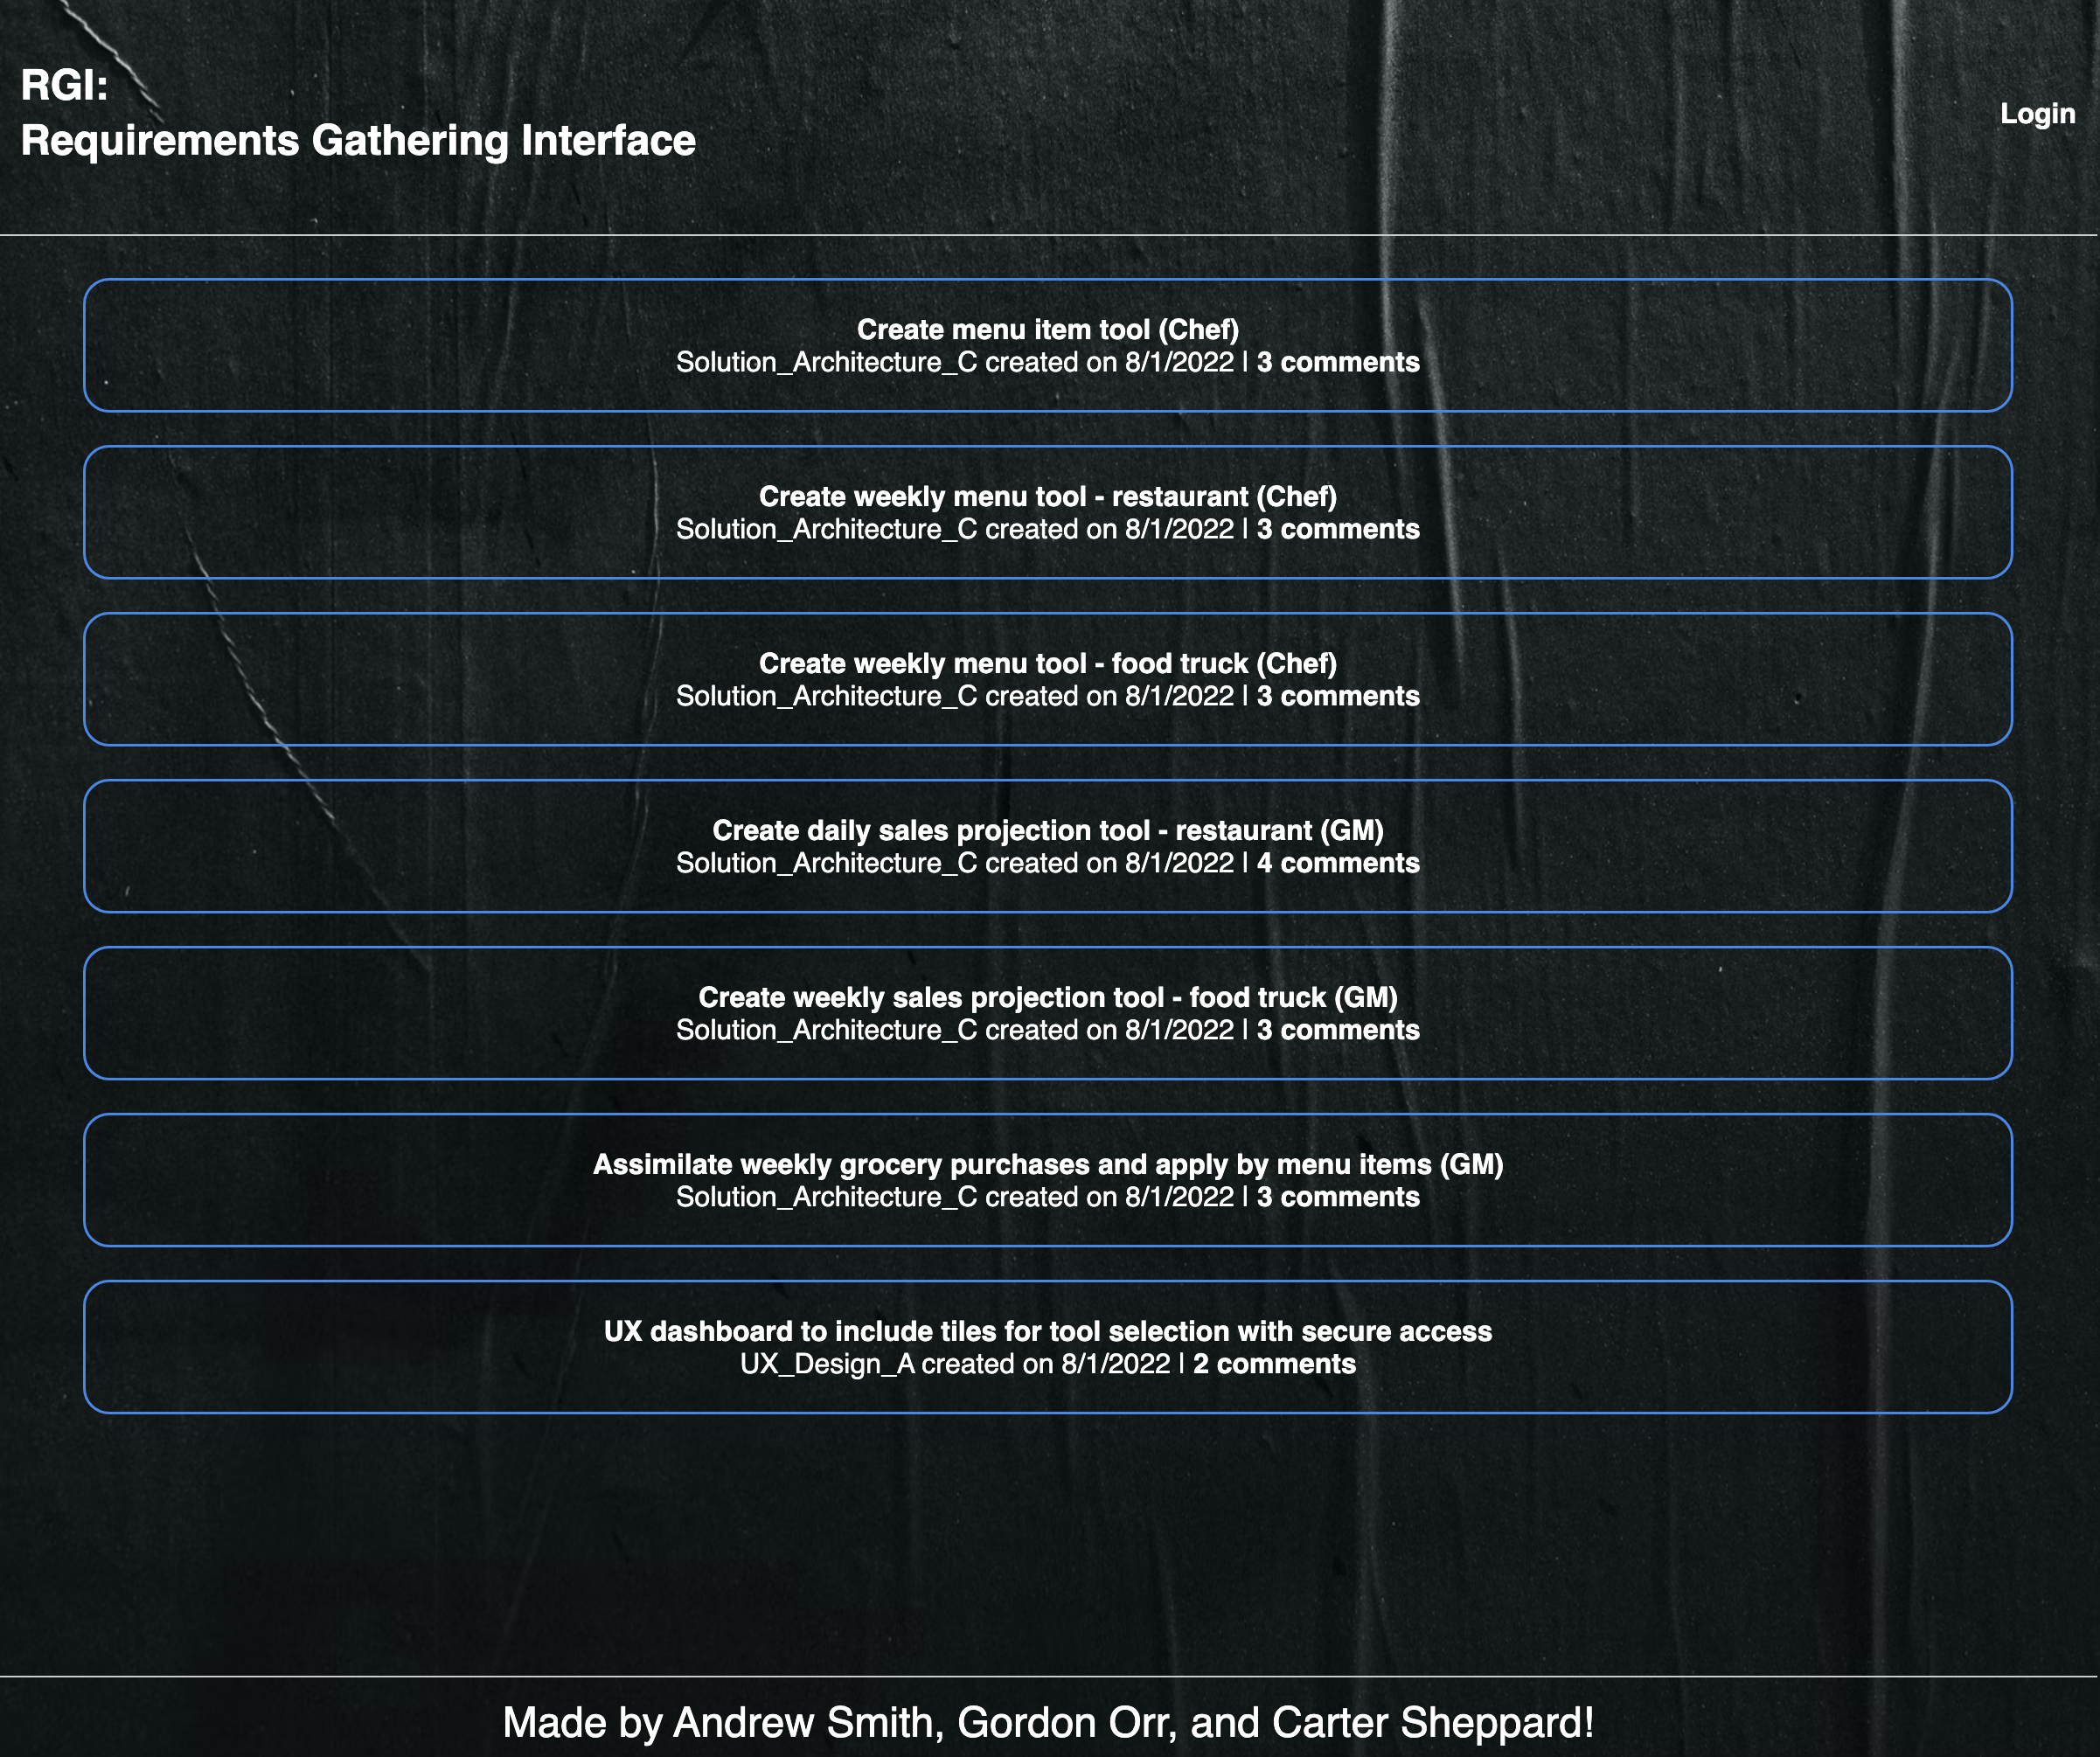 RGI:
Requirements Gathering Interface
Login
Create menu item tool (Chef)
Solution_Architecture_C created on 8/1/2022 | 3 comments
Create weekly menu tool - restaurant (Chef)
Solution_Architecture_C created on 8/1/2022 | 3 comments
Create weekly menu tool - food truck (Chef)
Solution_Architecture_C created on 8/1/2022 | 3 comments
Create daily sales projection tool - restaurant (GM)
Solution_Architecture_C created on 8/1/2022 | 4 comments
Create weekly sales projection tool - food truck (GM)
Solution_Architecture_C created on 8/1/2022 | 3 comments
Assimilate weekly grocery purchases and apply by menu items (GM)
Solution_Architecture_C created on 8/1/2022 | 3 comments
UX dashboard to include tiles for tool selection with secure access
UX_Design_A created on 8/1/2022 | 2 comments
Made by Andrew Smith, Gordon Orr, and Carter Sheppard!